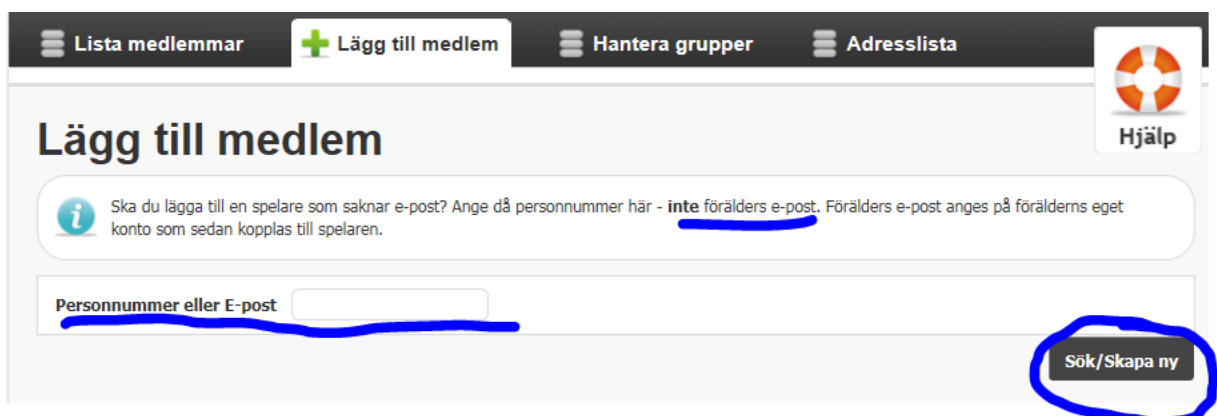 Lista medlemmar
Lägg till medlem
Hantera grupper
Adresslista
Hjälp
Lägg till medlem
Ska du lägga till en spelare som saknar e-post? Ange då personnummer här - inte förälders e-post. Förälders e-post anges på förälderns eget
konto som sedan kopplas till spelaren.
Personnummer eller E-post
Sök/Skapa ny